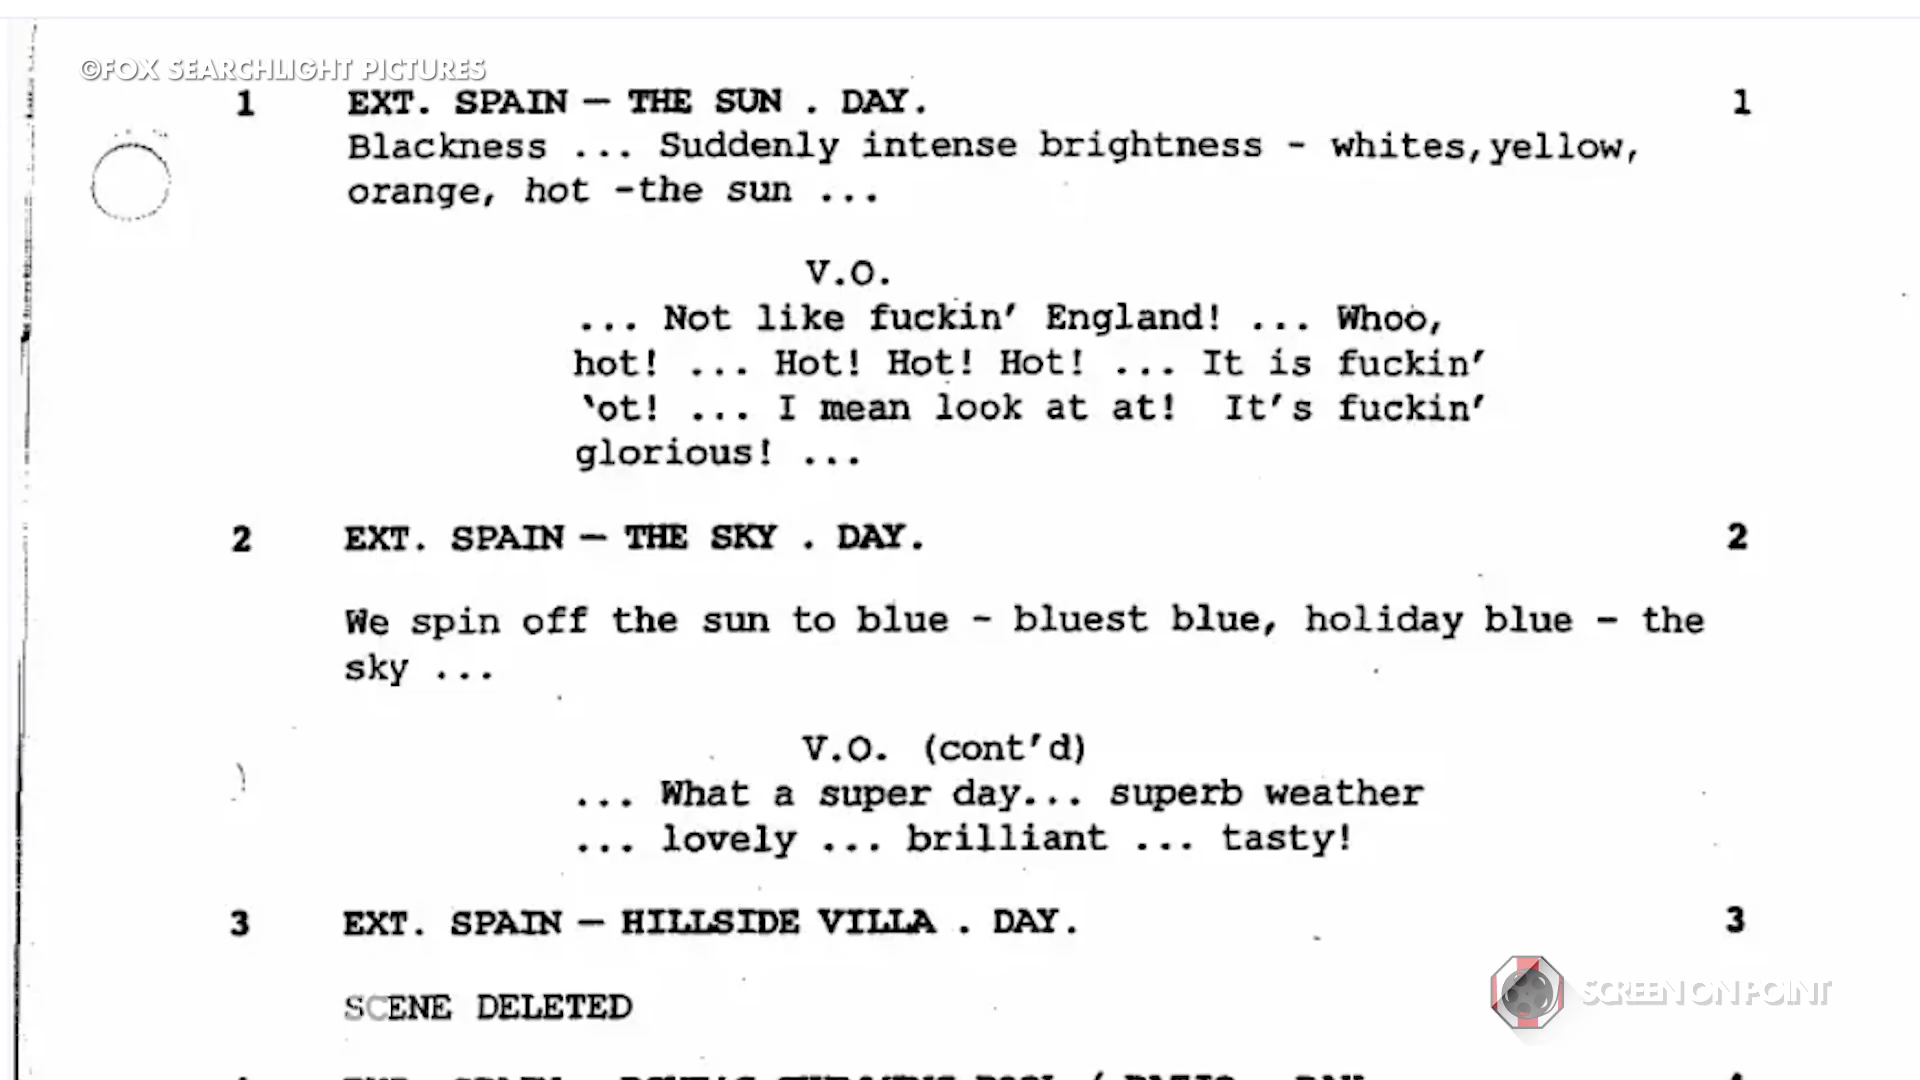 ©FOX SEARCHLIGHT PICTURES
1 EXT. SPAIN — THE SUN . DAY. 1
Blackness ... Suddenly intense brightness - whites,yellow,
orange, hot -the sun ...
V.O.
... Not like fuckin' England! ... Whoo,
hot! ... Hot! Hot! Hot! ... It is fuckin'
'ot! ... I mean look at at! It's fuckin'
glorious! ...
2 EXT. SPAIN — THE SKY . DAY. 2
We spin off the sun to blue - bluest blue, holiday blue - the
sky ...
V.O. (cont'd)
... What a super day... superb weather
... lovely ... brilliant ... tasty!
3 EXT. SPAIN — HILLSIDE VILLA . DAY. 3
SCENE DELETED
SCREEN ON POINT